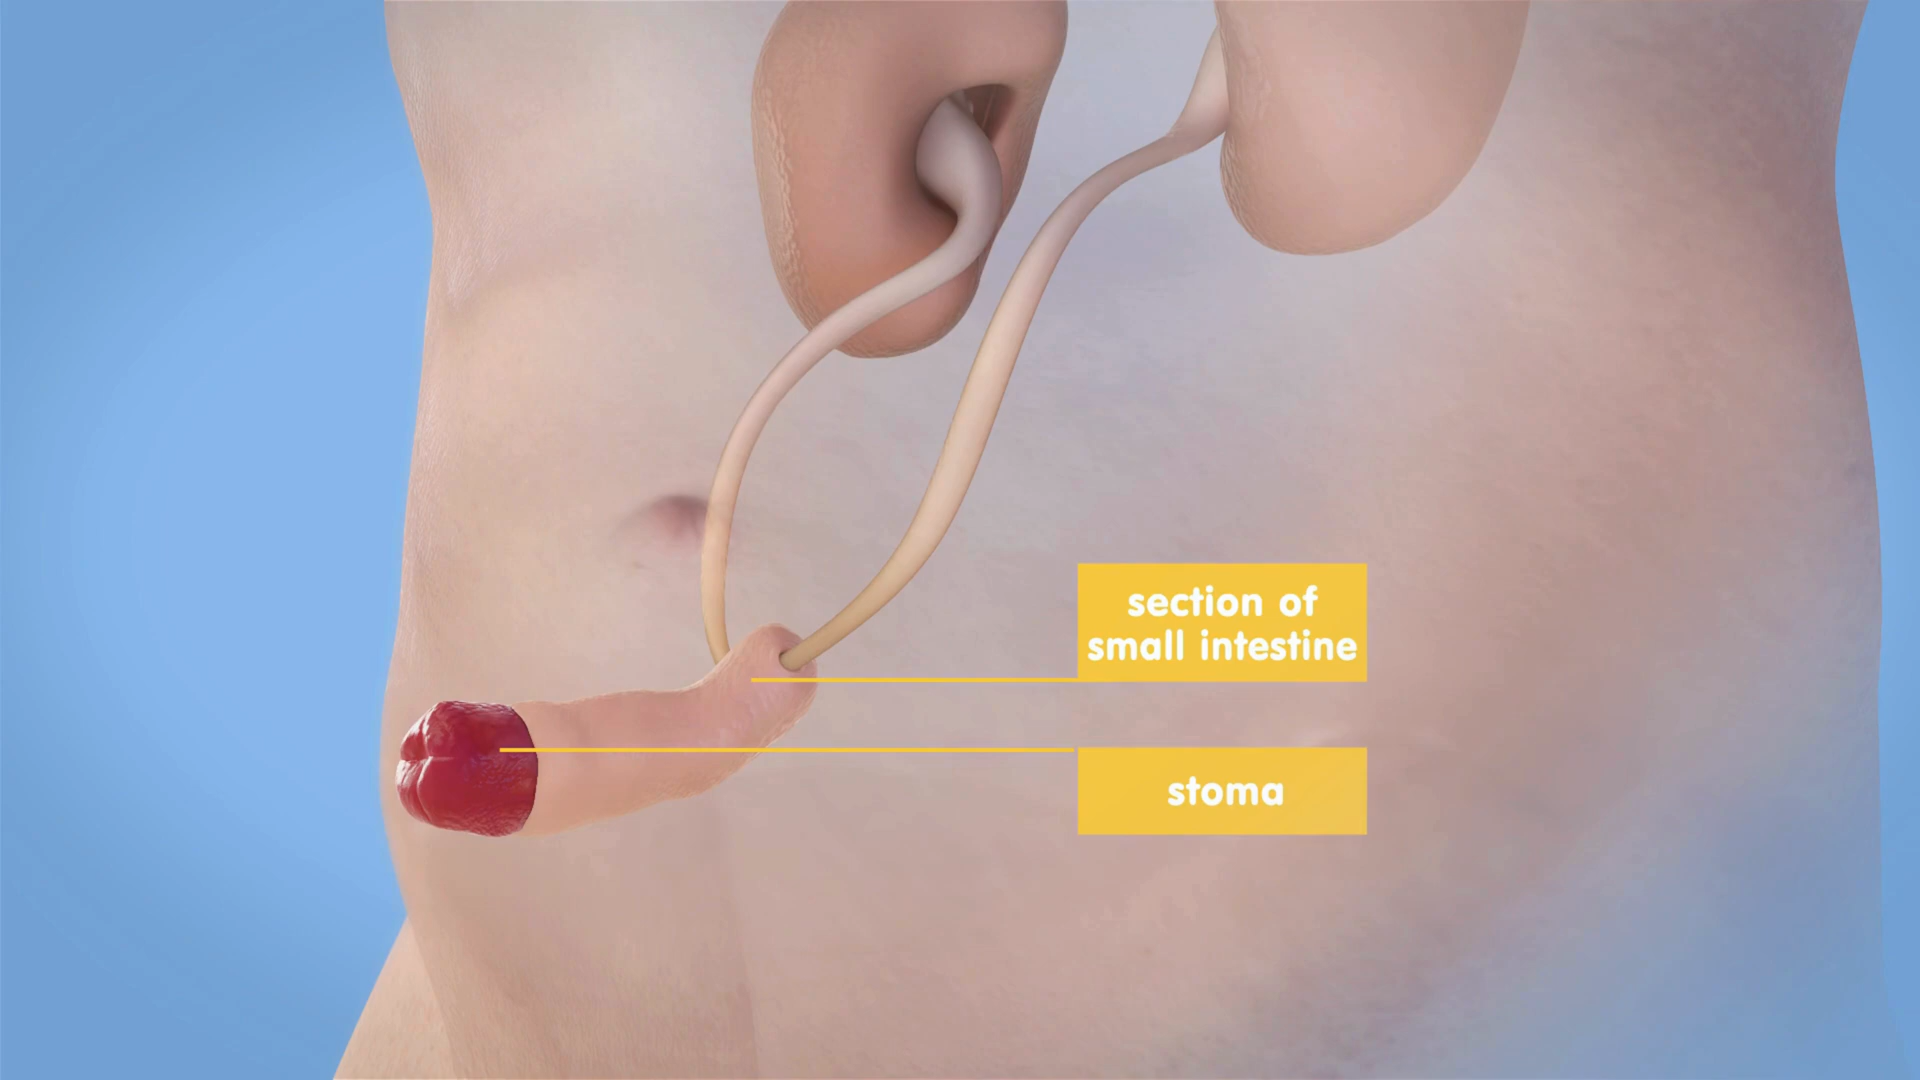 section of
small intestine
stoma